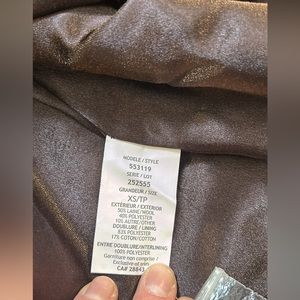 MODELE / STYLE
553119
SERIE / LOT
252555
GRANDEUR / SIZE
XS/TP
EXTÉRIEUR / EXTERIOR
50% LAINE/WOOL
40% POLYESTER
10% AUTRE/OTHER
DOUBLURE / LINING
83% POLYESTER
17% COTON/COTTON
ENTRE DOUBLURE/INTERLINING
100% POLYESTER
Garniture non comprise /
Exclusive of trim
CA# 28843